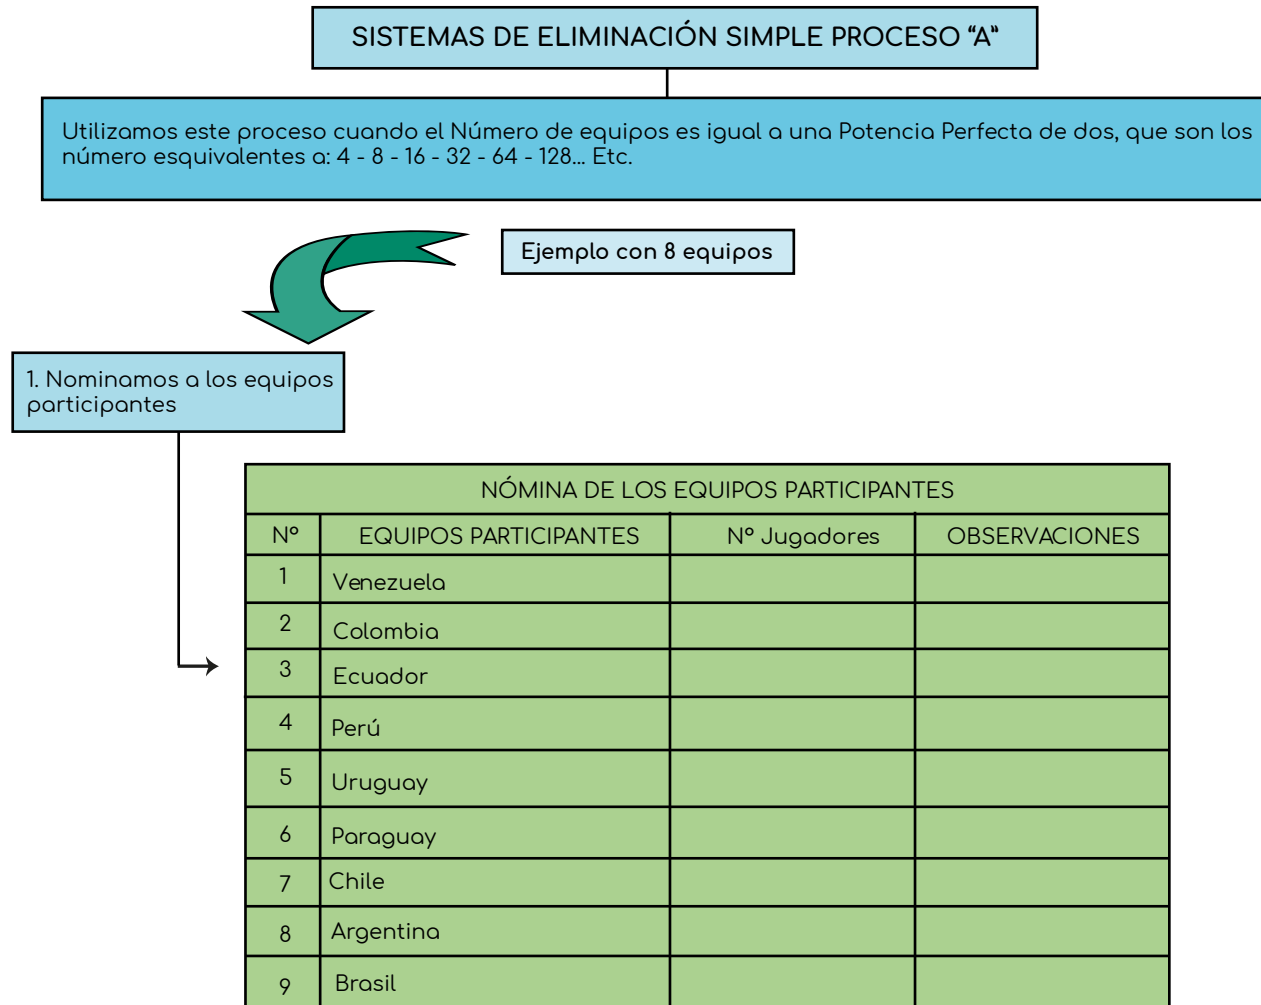 SISTEMAS DE ELIMINACIÓN SIMPLE PROCESO “A”
Utilizamos este proceso cuando el Número de equipos es igual a una Potencia Perfecta de dos, que son los
número esquivalentes a: 4 - 8 - 16 - 32 - 64 - 128... Etc.
Ejemplo con 8 equipos
1. Nominamos a los equipos
participantes
NÓMINA DE LOS EQUIPOS PARTICIPANTES
Nº EQUIPOS PARTICIPANTES Nº Jugadores OBSERVACIONES
1 Venezuela
2 Colombia
3 Ecuador
4 Perú
5 Uruguay
6 Paraguay
7 Chile
8 Argentina
9 Brasil